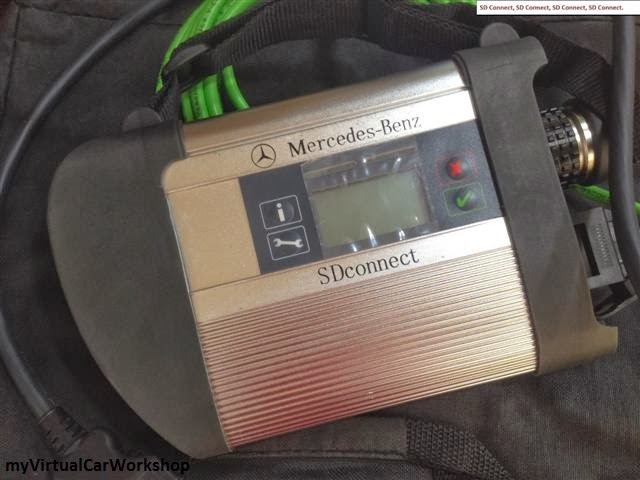 SD Connect, SD Connect, SD Connect, SD Connect.
Mercedes-Benz
i
SDconnect
myVirtualCarWorkshop